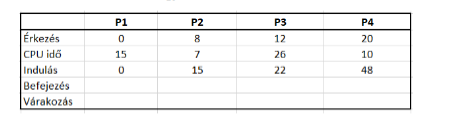 P1 P2 P3 P4
Érkezés 0 8 12 20
CPU idő 15 7 26 10
Indulás 0 15 22 48
Befejezés
Várakozás